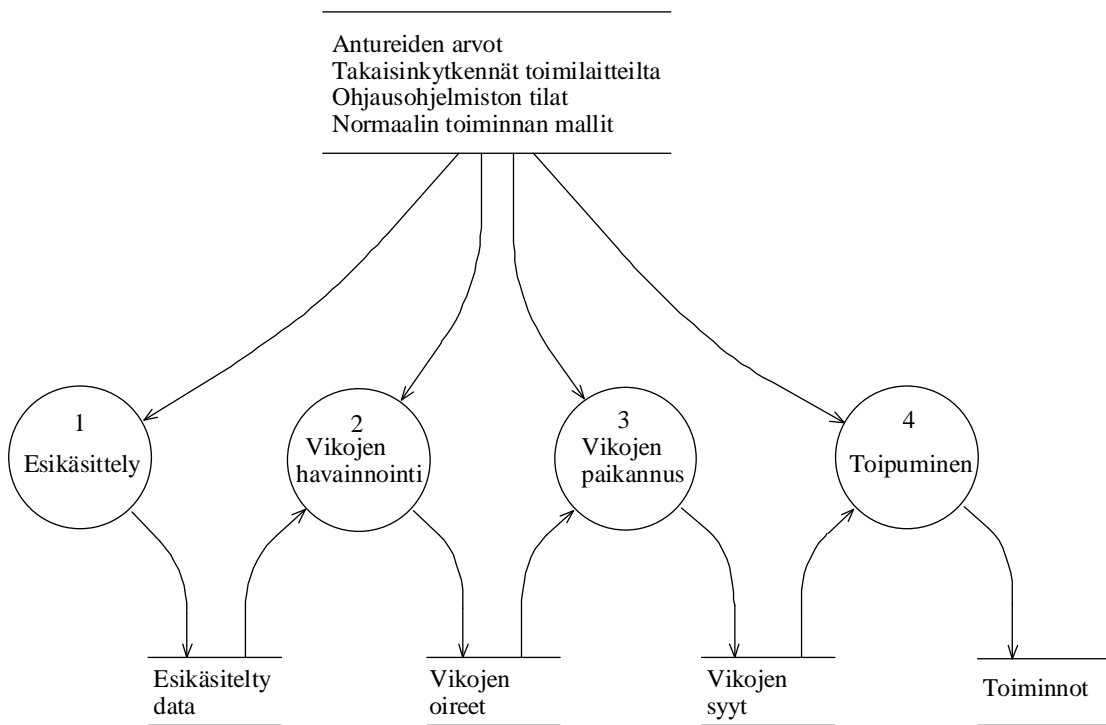 Antureiden arvot
Takaisinkytkennät toimilaitteilta
Ohjausohjelmiston tilat
Normaalin toiminnan mallit
1
Esikäsittely
2
Vikojen
havainnointi
3
Vikojen
paikannus
4
Toipuminen
Esikäsitelty
data
Vikojen
oireet
Vikojen
syyt
Toiminnot